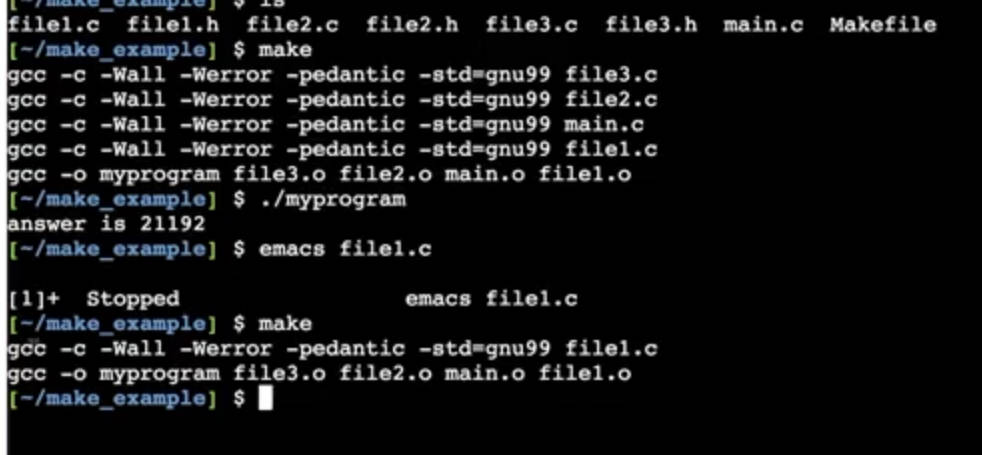 [~/make_example] $ ls
file1.c file1.h file2.c file2.h file3.c file3.h main.c Makefile
[~/make_example] $ make
gcc -c -Wall -Werror -pedantic -std=gnu99 file3.c
gcc -c -Wall -Werror -pedantic -std=gnu99 file2.c
gcc -c -Wall -Werror -pedantic -std=gnu99 main.c
gcc -c -Wall -Werror -pedantic -std=gnu99 file1.c
gcc -o myprogram file3.o file2.o main.o file1.o
[~/make_example] $ ./myprogram
answer is 21192
[~/make_example] $ emacs file1.c
[1]+ Stopped emacs file1.c
[~/make_example] $ make
gcc -c -Wall -Werror -pedantic -std=gnu99 file1.c
gcc -o myprogram file3.o file2.o main.o file1.o
[~/make_example] $